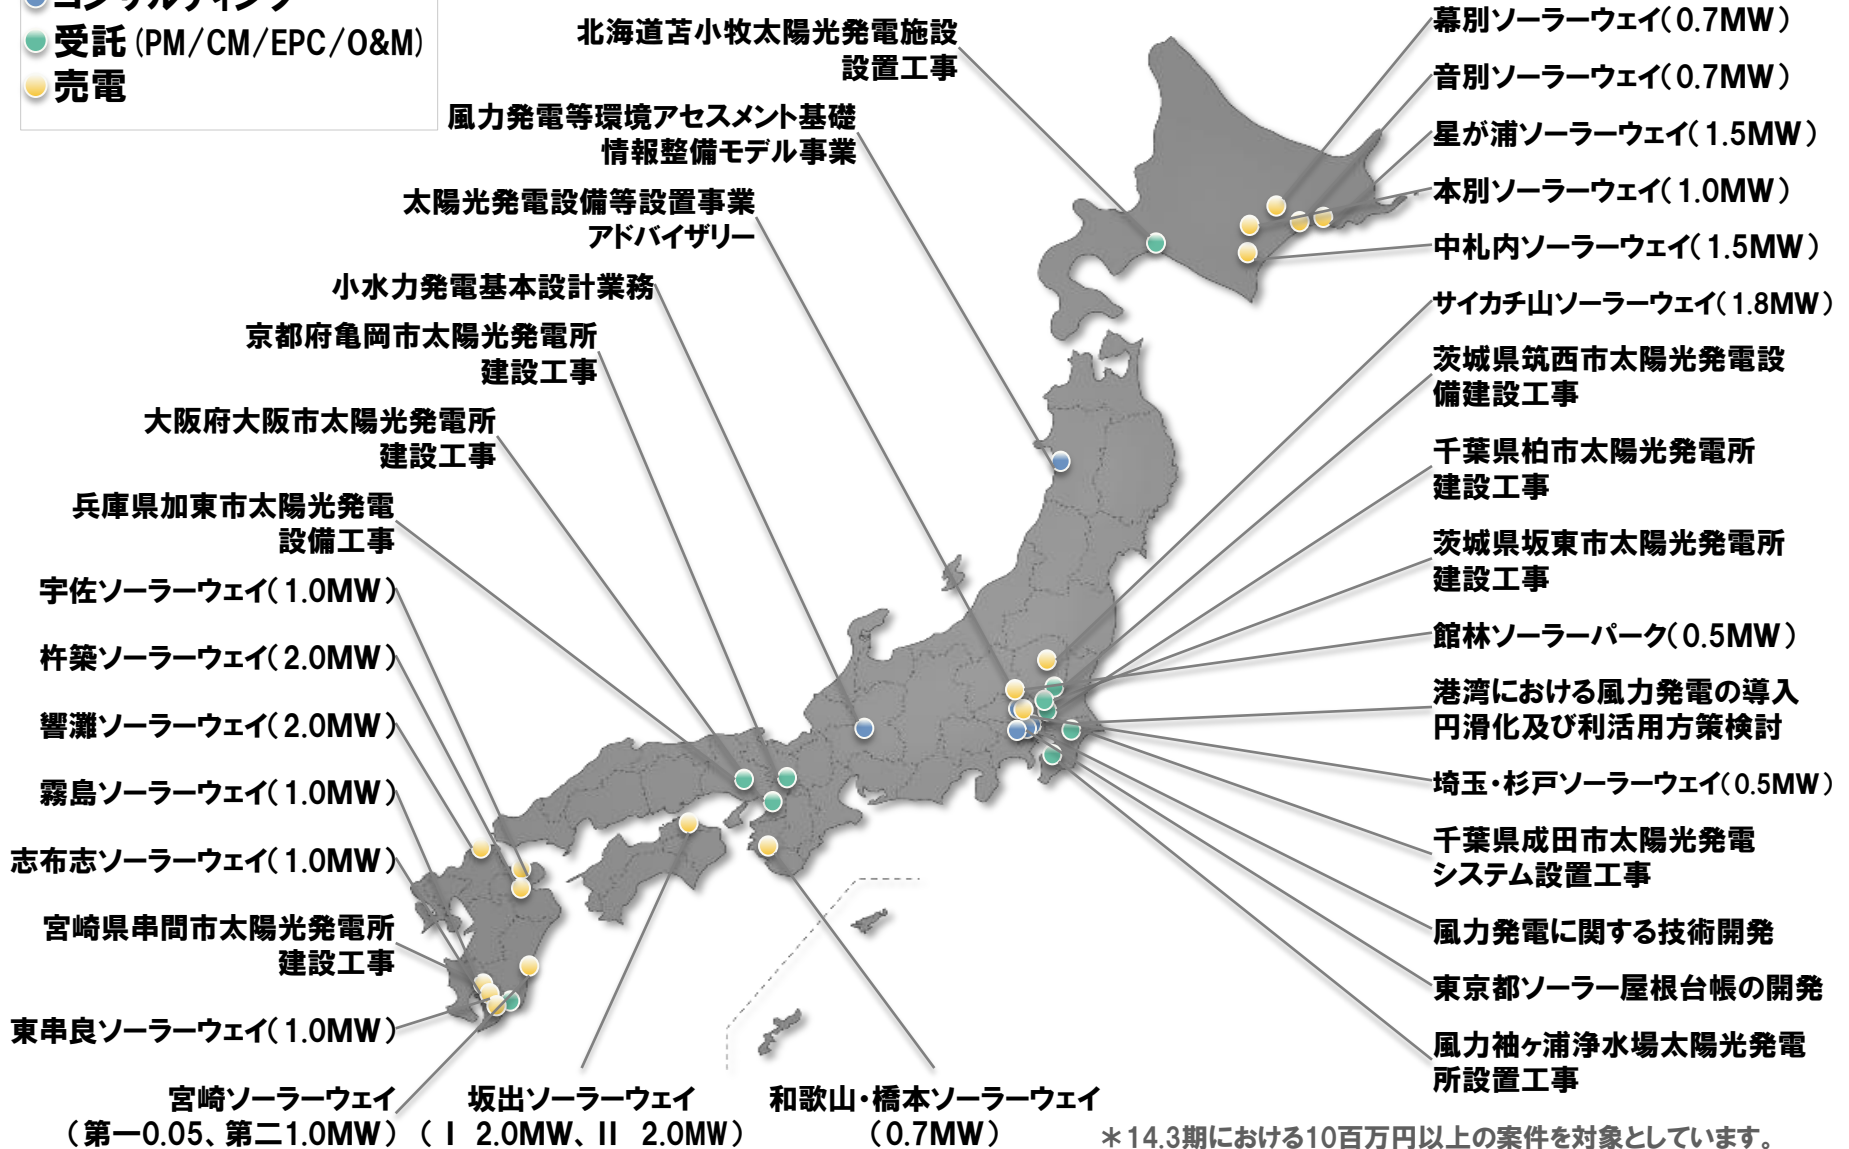 コンサルティング
受託(PM/CM/EPC/O&M)
売電
北海道苫小牧太陽光発電施設
設置工事
風力発電等環境アセスメント基礎
情報整備モデル事業
太陽光発電設備等設置事業
アドバイザリー
小水力発電基本設計業務
京都府亀岡市太陽光発電所
建設工事
大阪府大阪市太陽光発電所
建設工事
兵庫県加東市太陽光発電
設備工事
宇佐ソーラーウェイ(1.0MW)
杵築ソーラーウェイ(2.0MW)
響灘ソーラーウェイ(2.0MW)
霧島ソーラーウェイ(1.0MW)
志布志ソーラーウェイ(1.0MW)
宮崎県串間市太陽光発電所
建設工事
東串良ソーラーウェイ(1.0MW)
宮崎ソーラーウェイ
(第一0.05、第二1.0MW)
坂出ソーラーウェイ
(Ⅰ 2.0MW、II 2.0MW)
和歌山・橋本ソーラーウェイ
(0.7MW)
幕別ソーラーウェイ(0.7MW)
音別ソーラーウェイ(0.7MW)
星が浦ソーラーウェイ(1.5MW)
本別ソーラーウェイ(1.0MW)
中札内ソーラーウェイ(1.5MW)
サイカチ山ソーラーウェイ(1.8MW)
茨城県筑西市太陽光発電設
備建設工事
千葉県柏市太陽光発電所
建設工事
茨城県坂東市太陽光発電所
建設工事
館林ソーラーパーク(0.5MW)
港湾における風力発電の導入
円滑化及び利活用方策検討
埼玉・杉戸ソーラーウェイ(0.5MW)
千葉県成田市太陽光発電
システム設置工事
風力発電に関する技術開発
東京都ソーラー屋根台帳の開発
風力袖ヶ浦浄水場太陽光発電
所設置工事
＊14.3期における10百万円以上の案件を対象としています。